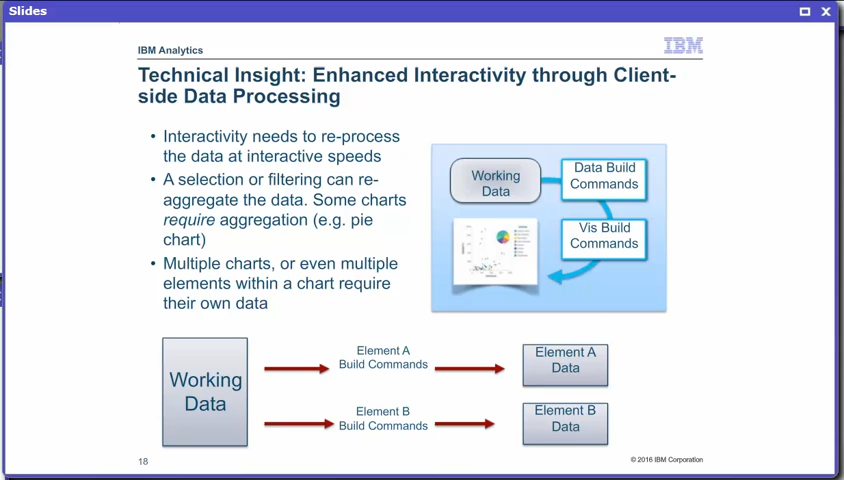 Slides
IBM Analytics
IBM
Technical Insight: Enhanced Interactivity through Client-
side Data Processing
• Interactivity needs to re-process
the data at interactive speeds
• A selection or filtering can re-
aggregate the data. Some charts
require aggregation (e.g. pie
chart)
• Multiple charts, or even multiple
elements within a chart require
their own data
Working
Data
Data Build
Commands
Vis Build
Commands
Working
Data
Element A
Build Commands
Element A
Data
Element B
Build Commands
Element B
Data
18
© 2016 IBM Corporation